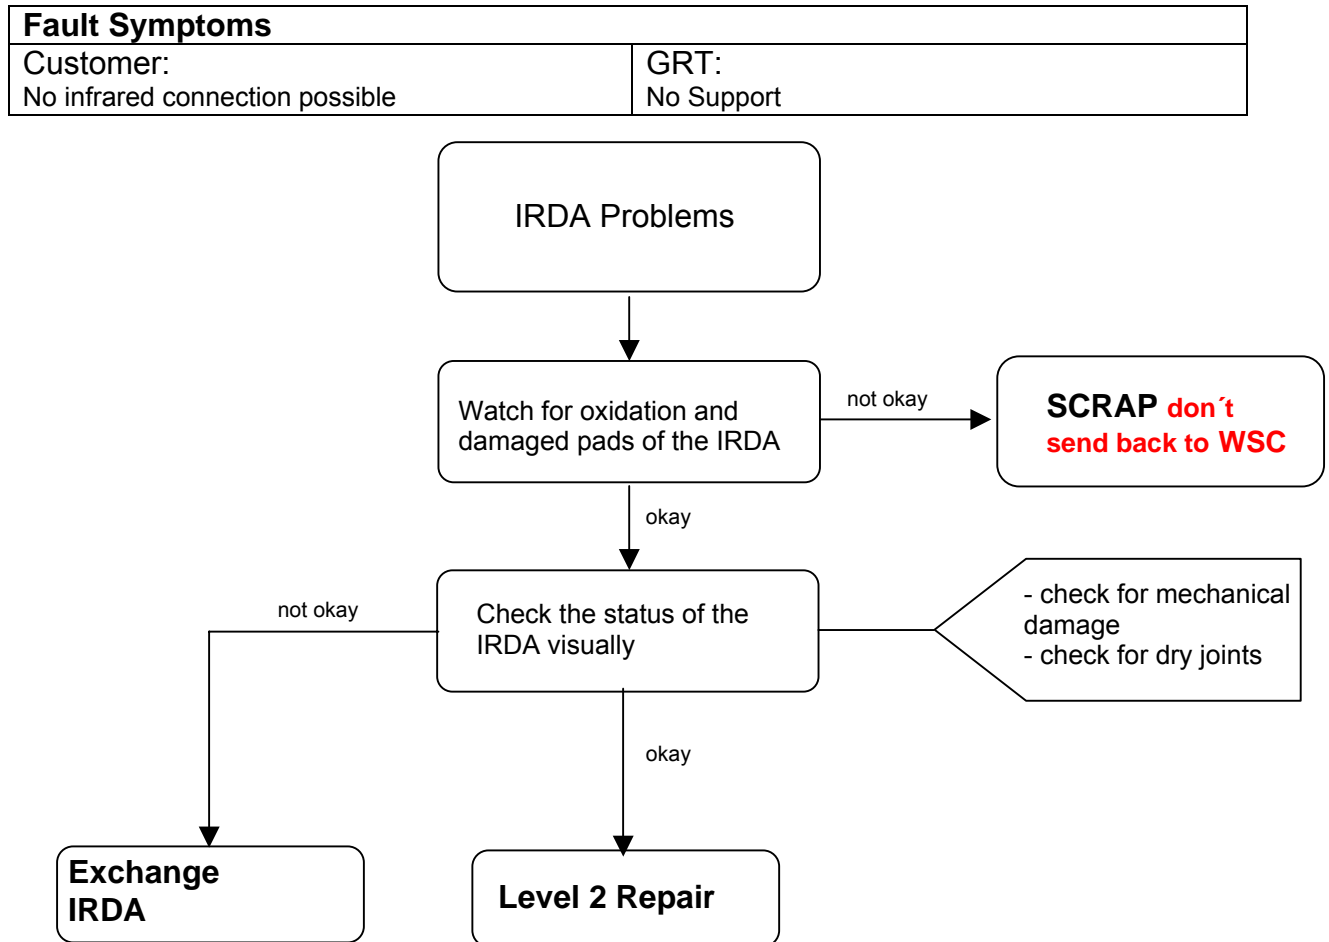 Fault Symptoms
Customer:
No infrared connection possible
GRT:
No Support
IRDA Problems
Watch for oxidation and
damaged pads of the IRDA
not okay
SCRAP don´t
send back to WSC
okay
Check the status of the
IRDA visually
not okay
- check for mechanical
damage
- check for dry joints
okay
Exchange
IRDA
Level 2 Repair